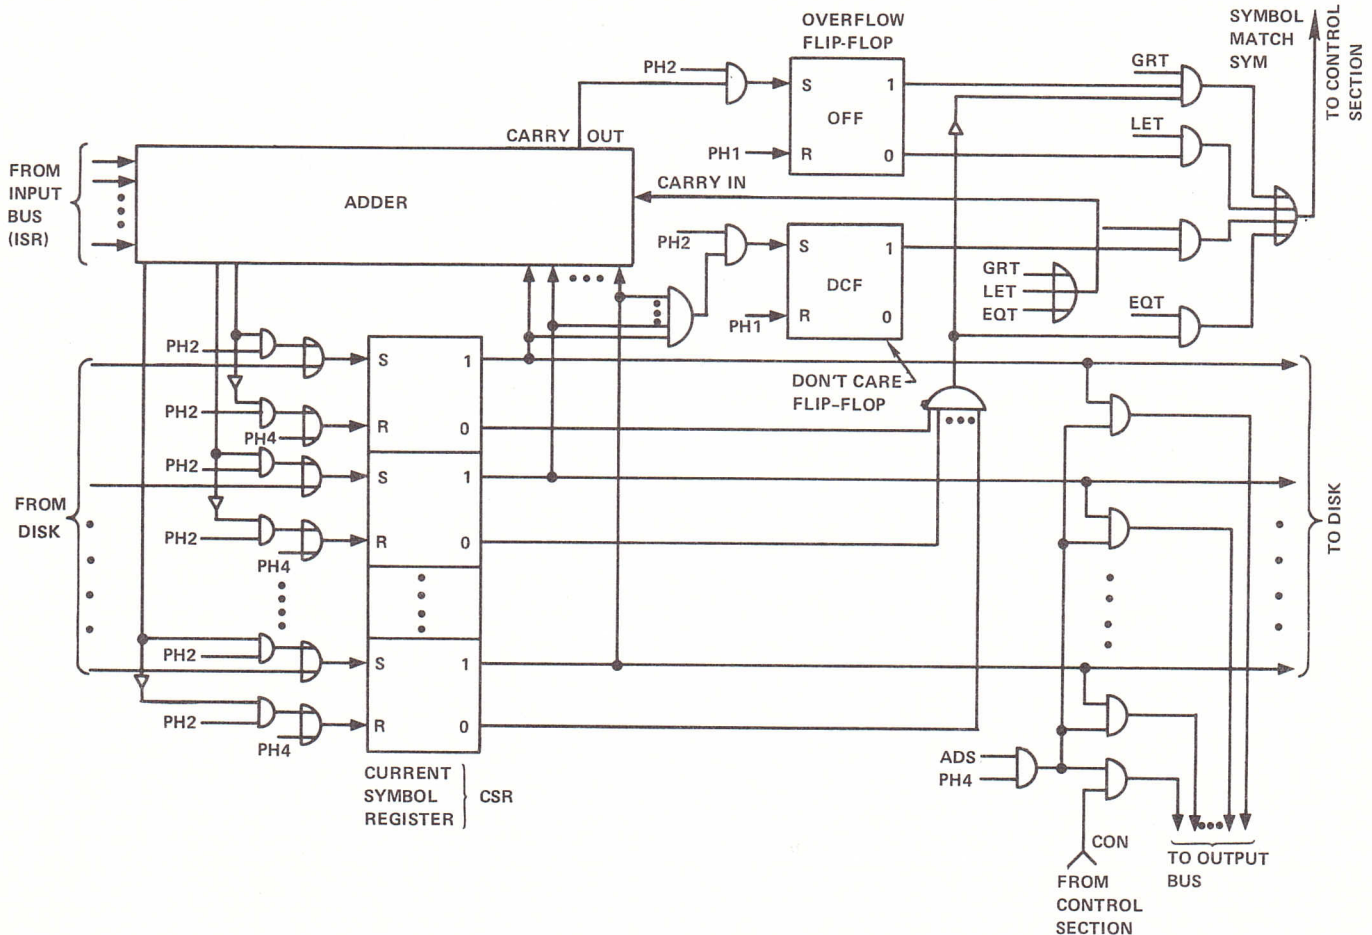 OVERFLOW
FLIP-FLOP
SYMBOL
MATCH
SYM
TO CONTROL
SECTION
PH2
GRT
S
1
OFF
LET
CARRY OUT
PH1
R
0
FROM
INPUT
BUS
(ISR)
ADDER
CARRY IN
PH2
S
1
GRT
LET
EQT
DCF
EQT
PH1
R
0
PH2
S
1
DON'T CARE
FLIP-FLOP
PH2
PH4
R
0
PH2
S
1
FROM
DISK
TO DISK
PH2
R
0
PH4
PH2
S
1
PH2
R
0
PH4
ADS
PH4
CURRENT
SYMBOL
REGISTER
CSR
CON
TO OUTPUT
BUS
FROM
CONTROL
SECTION